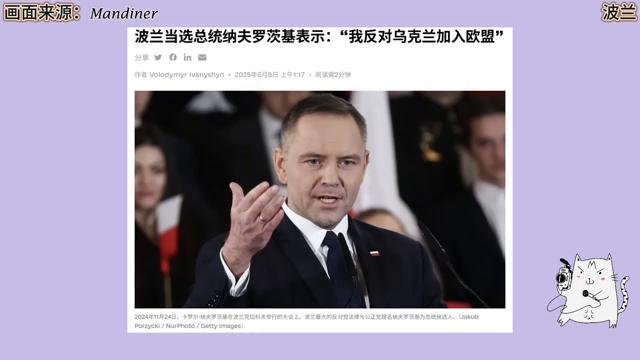 画面来源：Mandiner
波兰
波兰当选总统纳夫罗茨基表示：“我反对乌克兰加入欧盟”
分享
作者 Volodymyr Ivanyshyn • 2025年6月8日 上午1:17 • 阅读需2分钟
2024年11月24日，卡罗尔·纳夫罗茨基在波兰克拉科夫举行的大会上。波兰最大的反对党法律与公正党提名纳夫罗茨基为总统候选人。（Jakub
Porzycki / NurPhoto / Getty Images）